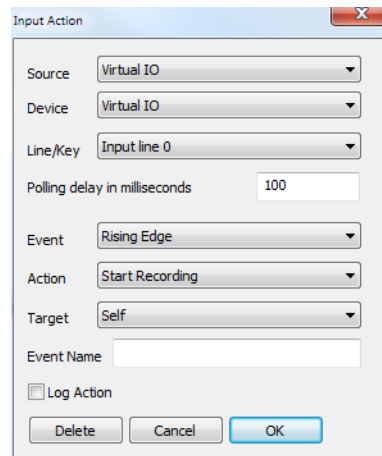 Input Action
Source Virtual IO
Device Virtual IO
Line/Key Input line 0
Polling delay in milliseconds 100
Event Rising Edge
Action Start Recording
Target Self
Event Name
Log Action
Delete Cancel OK